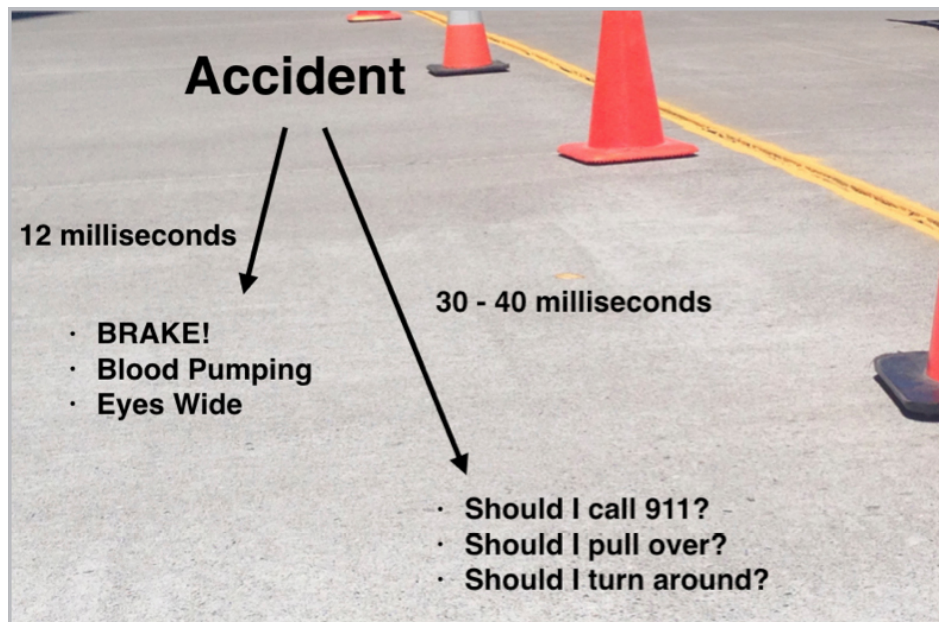 Accident
12 milliseconds
30 - 40 milliseconds
· BRAKE!
· Blood Pumping
· Eyes Wide
· Should I call 911?
· Should I pull over?
· Should I turn around?